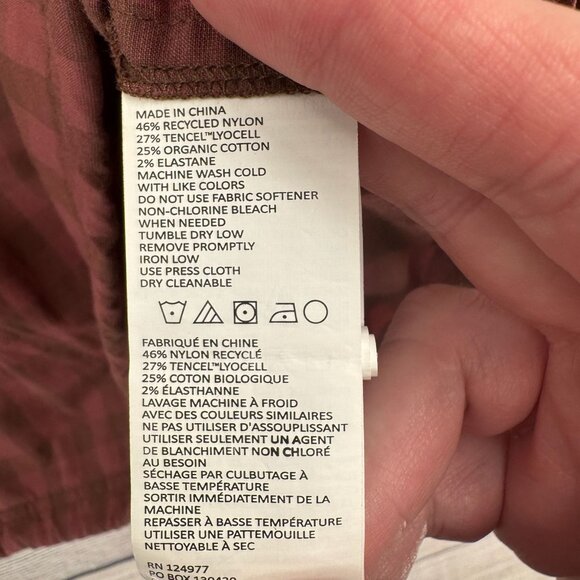 MADE IN CHINA
46% RECYCLED NYLON
27% TENCEL™LYOCELL
25% ORGANIC COTTON
2% ELASTANE
MACHINE WASH COLD
WITH LIKE COLORS
DO NOT USE FABRIC SOFTENER
NON-CHLORINE BLEACH
WHEN NEEDED
TUMBLE DRY LOW
REMOVE PROMPTLY
IRON LOW
USE PRESS CLOTH
DRY CLEANABLE
FABRIQUÉ EN CHINE
46% NYLON RECYCLÉ
27% TENCEL™LYOCELL
25% COTON BIOLOGIQUE
2% ÉLASTHANNE
LAVAGE MACHINE À FROID
AVEC DES COULEURS SIMILAIRES
NE PAS UTILISER D'ASSOUPLISSANT
UTILISER SEULEMENT UN AGENT
DE BLANCHIMENT NON CHLORÉ
AU BESOIN
SÉCHAGE PAR CULBUTAGE À
BASSE TEMPÉRATURE
SORTIR IMMÉDIATEMENT DE LA
MACHINE
REPASSER À BASSE TEMPÉRATURE
UTILISER UNE PATTEMOUILLE
NETTOYABLE À SEC
RN 124977
PO BOX